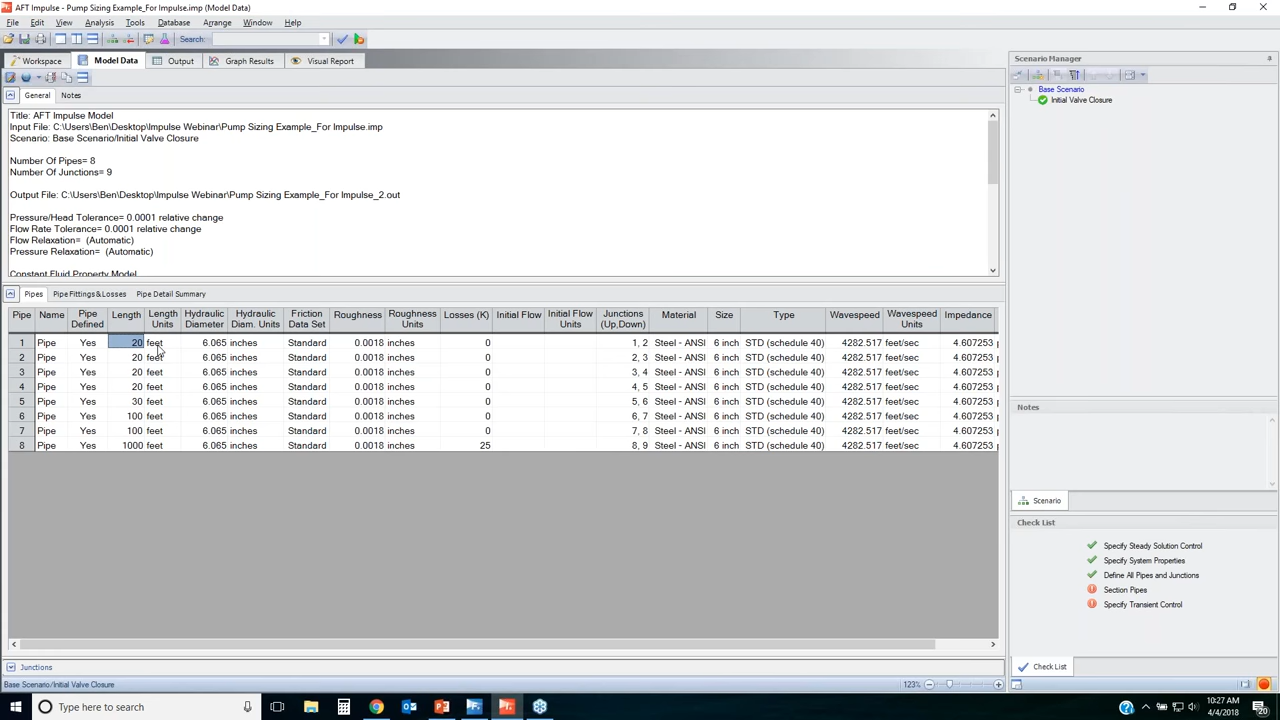 AFT Impulse - Pump Sizing Example_For Impulse.imp (Model Data)
File Edit View Analysis Tools Database Arrange Window Help
Search:
Workspace Model Data Output Graph Results Visual Report
General Notes
Title: AFT Impulse Model
Input File: C:\Users\Ben\Desktop\Impulse Webinar\Pump Sizing Example_For Impulse.imp
Scenario: Base Scenario/Initial Valve Closure
Number Of Pipes= 8
Number Of Junctions= 9
Output File: C:\Users\Ben\Desktop\Impulse Webinar\Pump Sizing Example_For Impulse_2.out
Pressure/Head Tolerance= 0.0001 relative change
Flow Rate Tolerance= 0.0001 relative change
Flow Relaxation= (Automatic)
Pressure Relaxation= (Automatic)
Constant Fluid Property Model
Pipes Pipe Fittings & Losses Pipe Detail Summary
Pipe Name Pipe Defined Length Length Units Hydraulic Diameter Hydraulic Diam. Units Friction Data Set Roughness Roughness Units Losses (K) Initial Flow Initial Flow Units Junctions (Up,Down) Material Size Type Wavespeed Wavespeed Units Impedance
1 Pipe Yes 20 feet 6.065 inches Standard 0.0018 inches 0 1, 2 Steel - ANSI 6 inch STD (schedule 40) 4282.517 feet/sec 4.607253
2 Pipe Yes 20 feet 6.065 inches Standard 0.0018 inches 0 2, 3 Steel - ANSI 6 inch STD (schedule 40) 4282.517 feet/sec 4.607253
3 Pipe Yes 20 feet 6.065 inches Standard 0.0018 inches 0 3, 4 Steel - ANSI 6 inch STD (schedule 40) 4282.517 feet/sec 4.607253
4 Pipe Yes 20 feet 6.065 inches Standard 0.0018 inches 0 4, 5 Steel - ANSI 6 inch STD (schedule 40) 4282.517 feet/sec 4.607253
5 Pipe Yes 30 feet 6.065 inches Standard 0.0018 inches 0 5, 6 Steel - ANSI 6 inch STD (schedule 40) 4282.517 feet/sec 4.607253
6 Pipe Yes 100 feet 6.065 inches Standard 0.0018 inches 0 6, 7 Steel - ANSI 6 inch STD (schedule 40) 4282.517 feet/sec 4.607253
7 Pipe Yes 100 feet 6.065 inches Standard 0.0018 inches 0 7, 8 Steel - ANSI 6 inch STD (schedule 40) 4282.517 feet/sec 4.607253
8 Pipe Yes 1000 feet 6.065 inches Standard 0.0018 inches 25 8, 9 Steel - ANSI 6 inch STD (schedule 40) 4282.517 feet/sec 4.607253
Junctions
Base Scenario/Initial Valve Closure
123%
Scenario Manager
Base Scenario
Initial Valve Closure
Notes
Scenario
Check List
Specify Steady Solution Control
Specify System Properties
Define All Pipes and Junctions
Section Pipes
Specify Transient Control
Check List
Type here to search
10:27 AM
4/4/2018
20